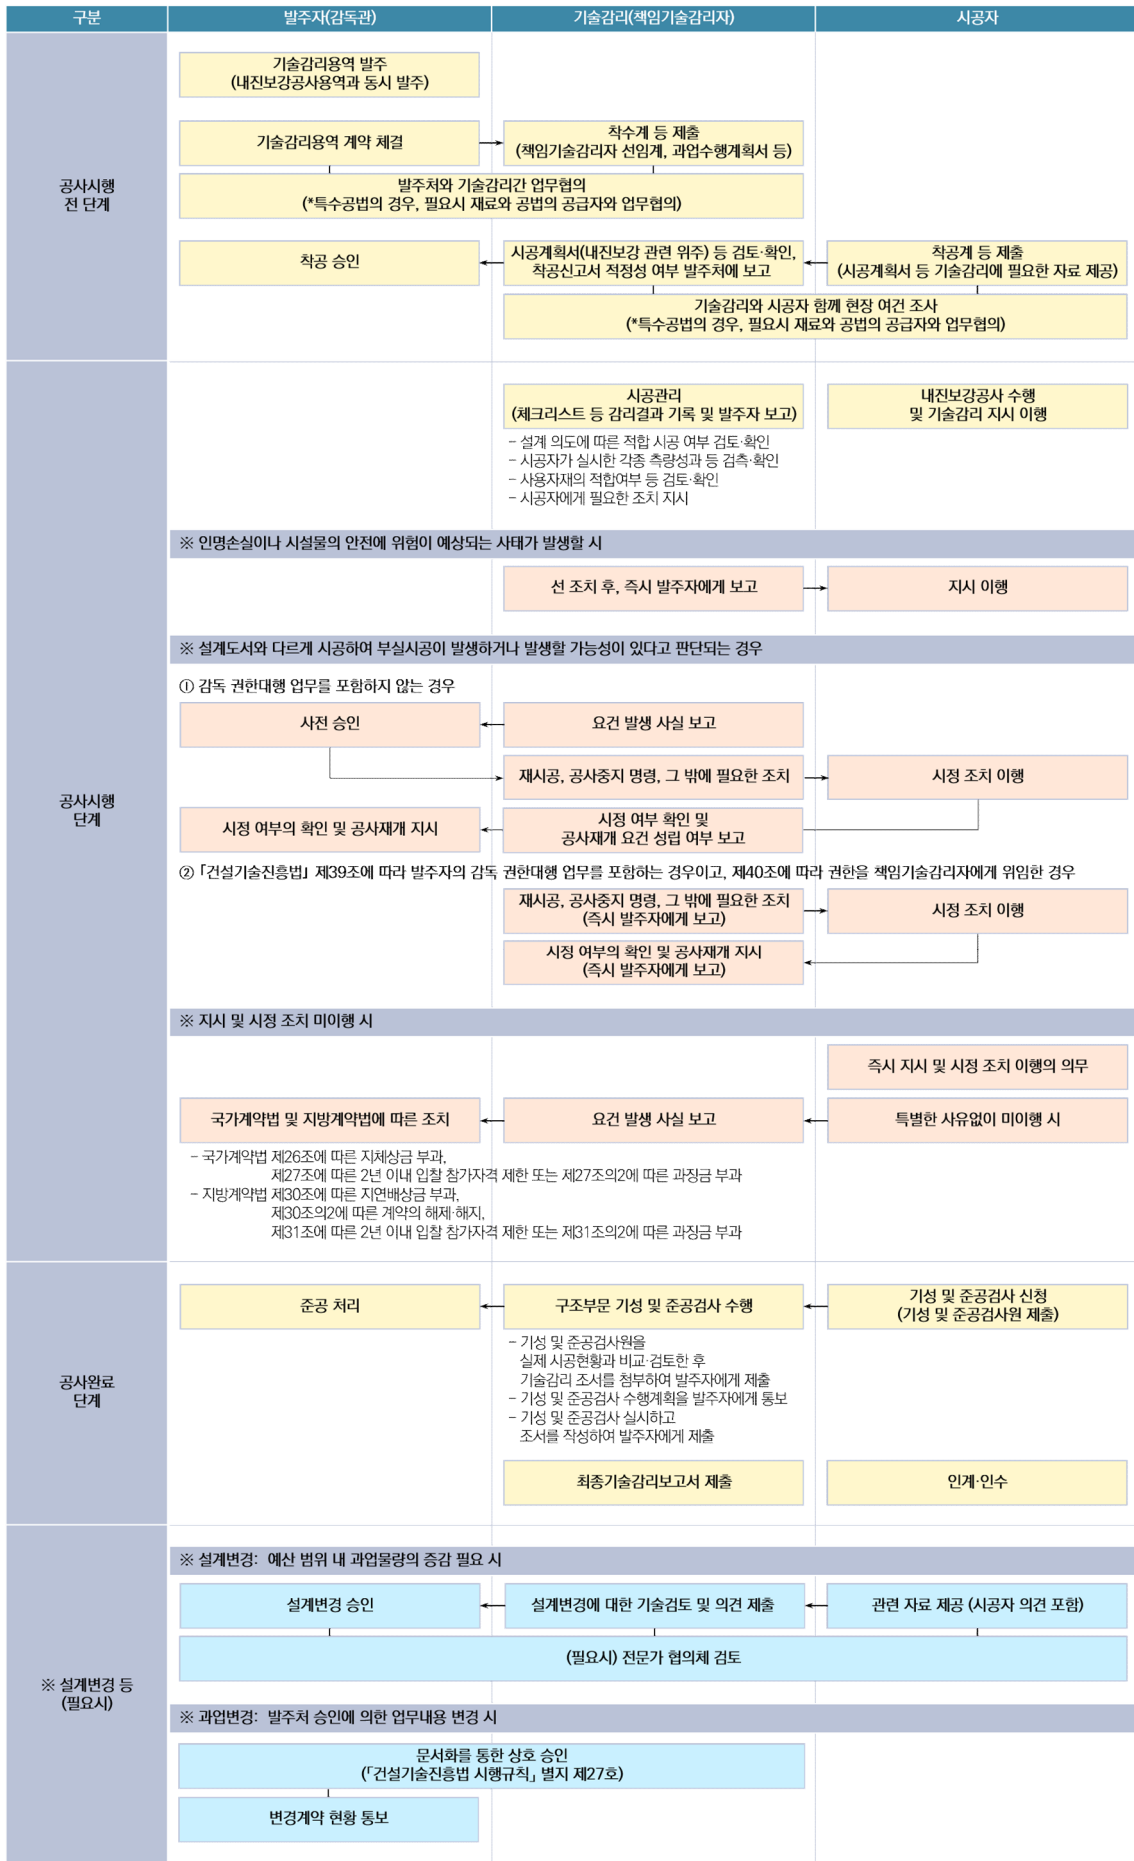 구분 발주자(감독관) 기술감리(책임기술감리자) 시공자
공사시행
전 단계
기술감리용역 발주
(내진보강공사용역과 동시 발주)
기술감리용역 계약 체결
착수계 등 제출
(책임기술감리자 선임계, 과업수행계획서 등)
발주처와 기술감리간 업무협의
(*특수공법의 경우, 필요시 재료와 공법의 공급자와 업무협의)
착공 승인
시공계획서(내진보강 관련 위주) 등 검토·확인,
착공신고서 적정성 여부 발주처에 보고
착공계 등 제출
(시공계획서 등 기술감리에 필요한 자료 제공)
기술감리와 시공자 함께 현장 여건 조사
(*특수공법의 경우, 필요시 재료와 공법의 공급자와 업무협의)
공사시행
단계
시공관리
(체크리스트 등 감리결과 기록 및 발주자 보고)
내진보강공사 수행
및 기술감리 지시 이행
– 설계 의도에 따른 적합 시공 여부 검토·확인
– 시공자가 실시한 각종 측량성과 등 검측·확인
– 사용자재의 적합여부 등 검토·확인
– 시공자에게 필요한 조치 지시
※ 인명손실이나 시설물의 안전에 위험이 예상되는 사태가 발생할 시
선 조치 후, 즉시 발주자에게 보고
지시 이행
※ 설계도서와 다르게 시공하여 부실시공이 발생하거나 발생할 가능성이 있다고 판단되는 경우
① 감독 권한대행 업무를 포함하지 않는 경우
사전 승인
요건 발생 사실 보고
재시공, 공사중지 명령, 그 밖에 필요한 조치
시정 조치 이행
시정 여부의 확인 및 공사재개 지시
시정 여부 확인 및
공사재개 요건 성립 여부 보고
② 「건설기술진흥법」 제39조에 따라 발주자의 감독 권한대행 업무를 포함하는 경우이고, 제40조에 따라 권한을 책임기술감리자에게 위임한 경우
재시공, 공사중지 명령, 그 밖에 필요한 조치
(즉시 발주자에게 보고)
시정 조치 이행
시정 여부의 확인 및 공사재개 지시
(즉시 발주자에게 보고)
※ 지시 및 시정 조치 미이행 시
즉시 지시 및 시정 조치 이행의 의무
국가계약법 및 지방계약법에 따른 조치
요건 발생 사실 보고
특별한 사유없이 미이행 시
– 국가계약법 제26조에 따른 지체상금 부과,
제27조에 따른 2년 이내 입찰 참가자격 제한 또는 제27조의2에 따른 과징금 부과
– 지방계약법 제30조에 따른 지연배상금 부과,
제30조의2에 따른 계약의 해제·해지,
제31조에 따른 2년 이내 입찰 참가자격 제한 또는 제31조의2에 따른 과징금 부과
공사완료
단계
준공 처리
구조부문 기성 및 준공검사 수행
기성 및 준공검사 신청
(기성 및 준공검사원 제출)
– 기성 및 준공검사원을
실제 시공현황과 비교·검토한 후
기술감리 조서를 첨부하여 발주자에게 제출
– 기성 및 준공검사 수행계획을 발주자에게 통보
– 기성 및 준공검사 실시하고
조서를 작성하여 발주자에게 제출
최종기술감리보고서 제출
인계·인수
※ 설계변경 등
(필요시)
※ 설계변경: 예산 범위 내 과업물량의 증감 필요 시
설계변경 승인
설계변경에 대한 기술검토 및 의견 제출
관련 자료 제공 (시공자 의견 포함)
(필요시) 전문가 협의체 검토
※ 과업변경: 발주처 승인에 의한 업무내용 변경 시
문서화를 통한 상호 승인
(「건설기술진흥법 시행규칙」 별지 제27호)
변경계약 현황 통보